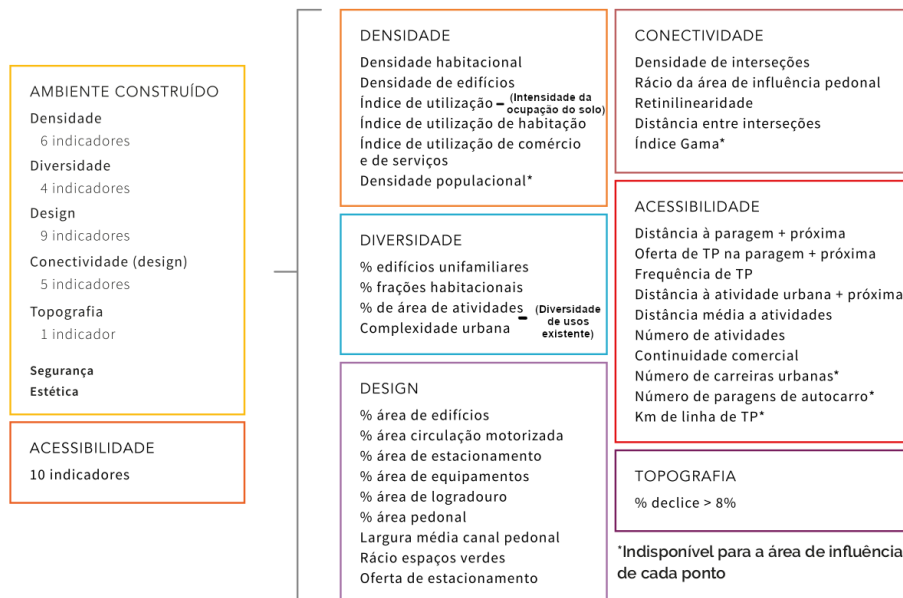 AMBIENTE CONSTRUÍDO
Densidade
6 indicadores
Diversidade
4 indicadores
Design
9 indicadores
Conectividade (design)
5 indicadores
Topografia
1 indicador
Segurança
Estética
ACESSIBILIDADE
10 indicadores
DENSIDADE
Densidade habitacional
Densidade de edifícios
Índice de utilização – (Intensidade da ocupação do solo)
Índice de utilização de habitação
Índice de utilização de comércio
e de serviços
Densidade populacional*
DIVERSIDADE
% edifícios unifamiliares
% frações habitacionais
% de área de atividades
Complexidade urbana – (Diversidade de usos existente)
DESIGN
% área de edifícios
% área circulação motorizada
% área de estacionamento
% área de equipamentos
% área de logradouro
% área pedonal
Largura média canal pedonal
Rácio espaços verdes
Oferta de estacionamento
CONECTIVIDADE
Densidade de interseções
Rácio da área de influência pedonal
Retinilinearidade
Distância entre interseções
Índice Gama*
ACESSIBILIDADE
Distância à paragem + próxima
Oferta de TP na paragem + próxima
Frequência de TP
Distância à atividade urbana + próxima
Distância média a atividades
Número de atividades
Continuidade comercial
Número de carreiras urbanas*
Número de paragens de autocarro*
Km de linha de TP*
TOPOGRAFIA
% declice > 8%
*Indisponível para a área de influência
de cada ponto